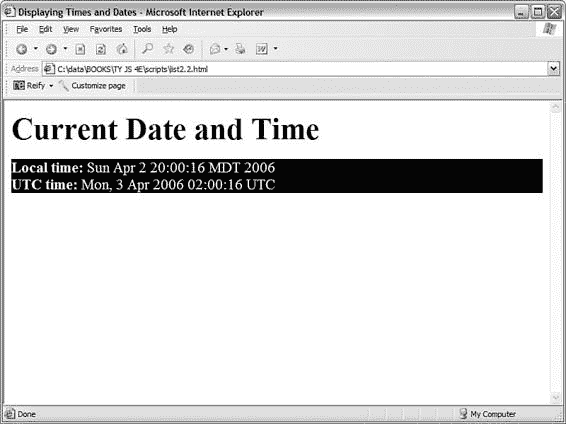 Displaying Times and Dates - Microsoft Internet Explorer
File Edit View Favorites Tools Help
Address C:\data\BOOKS\TY JS 4E\scripts\list2.2.html
Reify Customize page
Current Date and Time
Local time: Sun Apr 2 20:00:16 MDT 2006
UTC time: Mon, 3 Apr 2006 02:00:16 UTC
Done My Computer